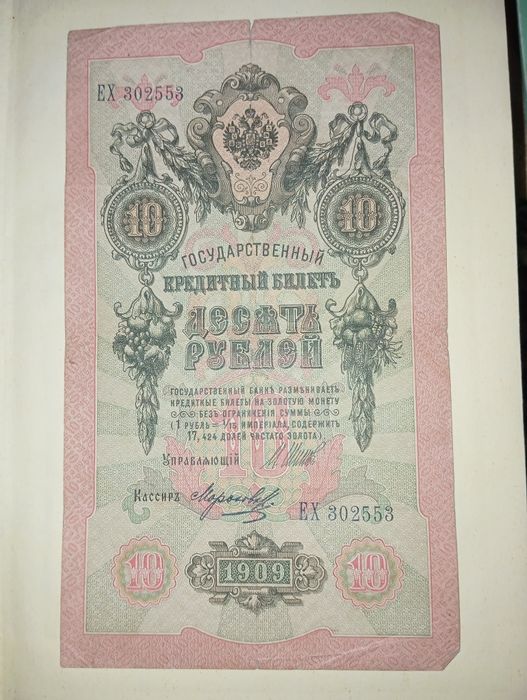 ЕХ 302553
10 10
ГОСУДАРСТВЕННЫЙ
КРЕДИТНЫЙ БИЛЕТЪ
ДЕСЯТЬ
РУБЛЕЙ
ГОСУДАРСТВЕННЫЙ БАНКЪ РАЗМѢНИВАЕТЪ
КРЕДИТНЫЕ БИЛЕТЫ НА ЗОЛОТУЮ МОНЕТУ
БЕЗЪ ОГРАНИЧЕНІЯ СУММЫ
(1 РУБЛЬ = 1/15 ИМПЕРІАЛА, СОДЕРЖИТЪ
17,424 ДОЛЕЙ ЧИСТАГО ЗОЛОТА)
10
УПРАВЛЯЮЩІЙ
КАССИРЪ
ЕХ 302553
10 1909 10